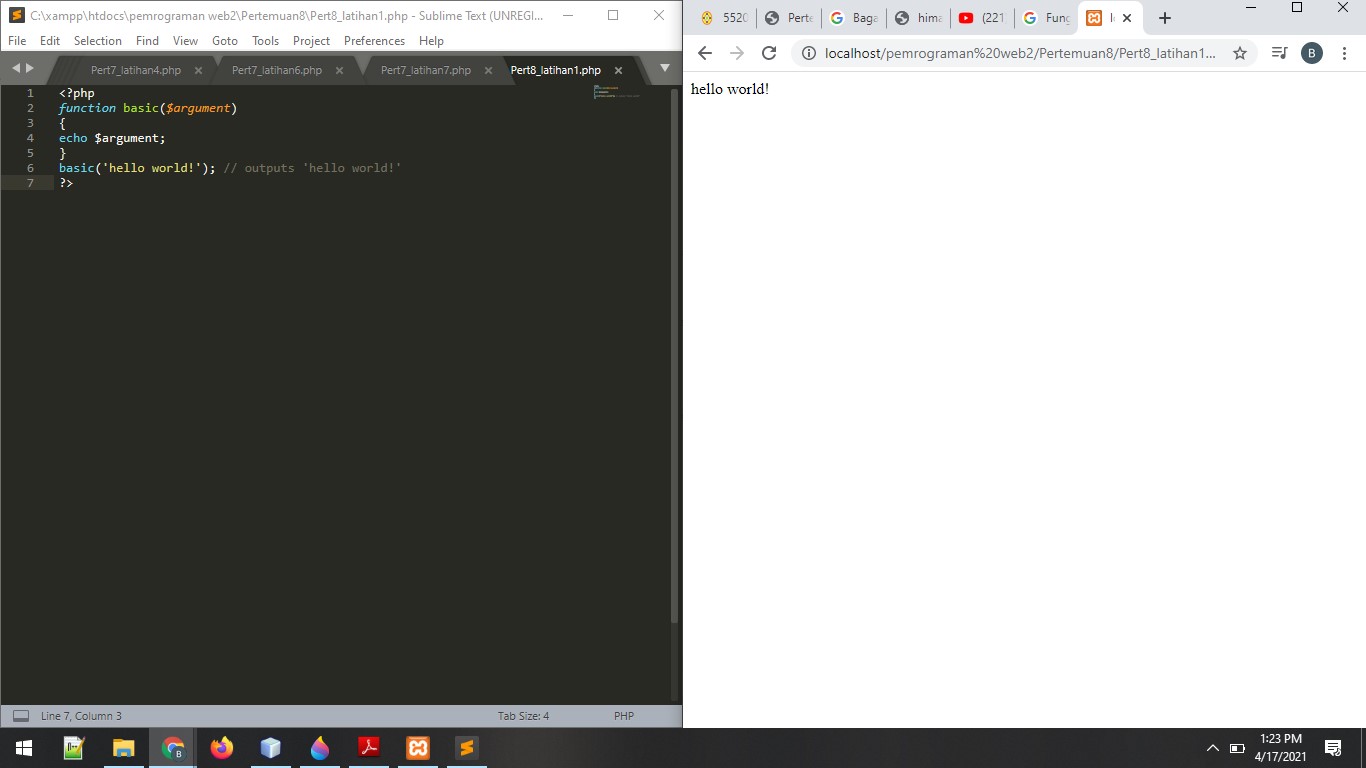 C:\xampp\htdocs\pemrograman web2\Pertemuan8\Pert8_latihan1.php - Sublime Text (UNREGI...
File Edit Selection Find View Goto Tools Project Preferences Help
Pert7_latihan4.php Pert7_latihan6.php Pert7_latihan7.php Pert8_latihan1.php
1 <?php
2 function basic($argument)
3 {
4 echo $argument;
5 }
6 basic('hello world!'); // outputs 'hello world!'
7 ?>
Line 7, Column 3 Tab Size: 4 PHP
5520 Perte Baga hima (221 Fung
localhost/pemrograman%20web2/Pertemuan8/Pert8_latihan1... B
hello world!
1:23 PM
4/17/2021